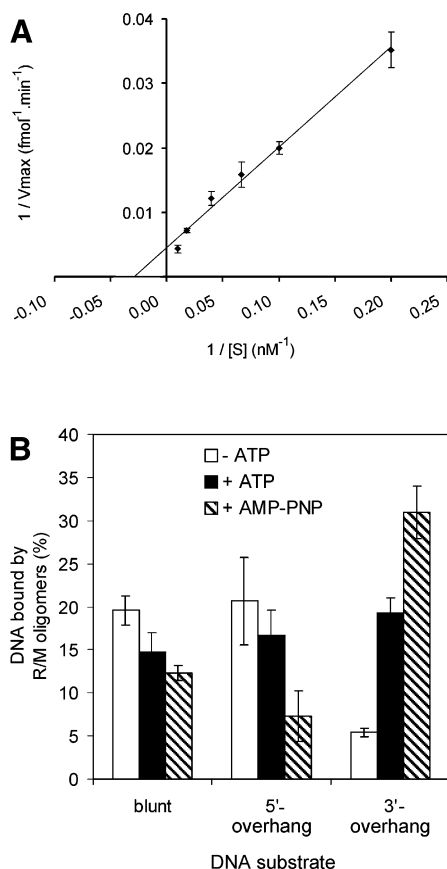 A
1 / Vmax (fmol⁻¹.min⁻¹)
0.04
0.03
0.02
0.01
-0.10
-0.05
0.00
0.05
0.10
0.15
0.20
0.25
1 / [S] (nM⁻¹)
B
DNA bound by
R/M oligomers (%)
40
35
30
25
20
15
10
5
0
- ATP
+ ATP
+ AMP-PNP
blunt
5'-
overhang
3'-
overhang
DNA substrate